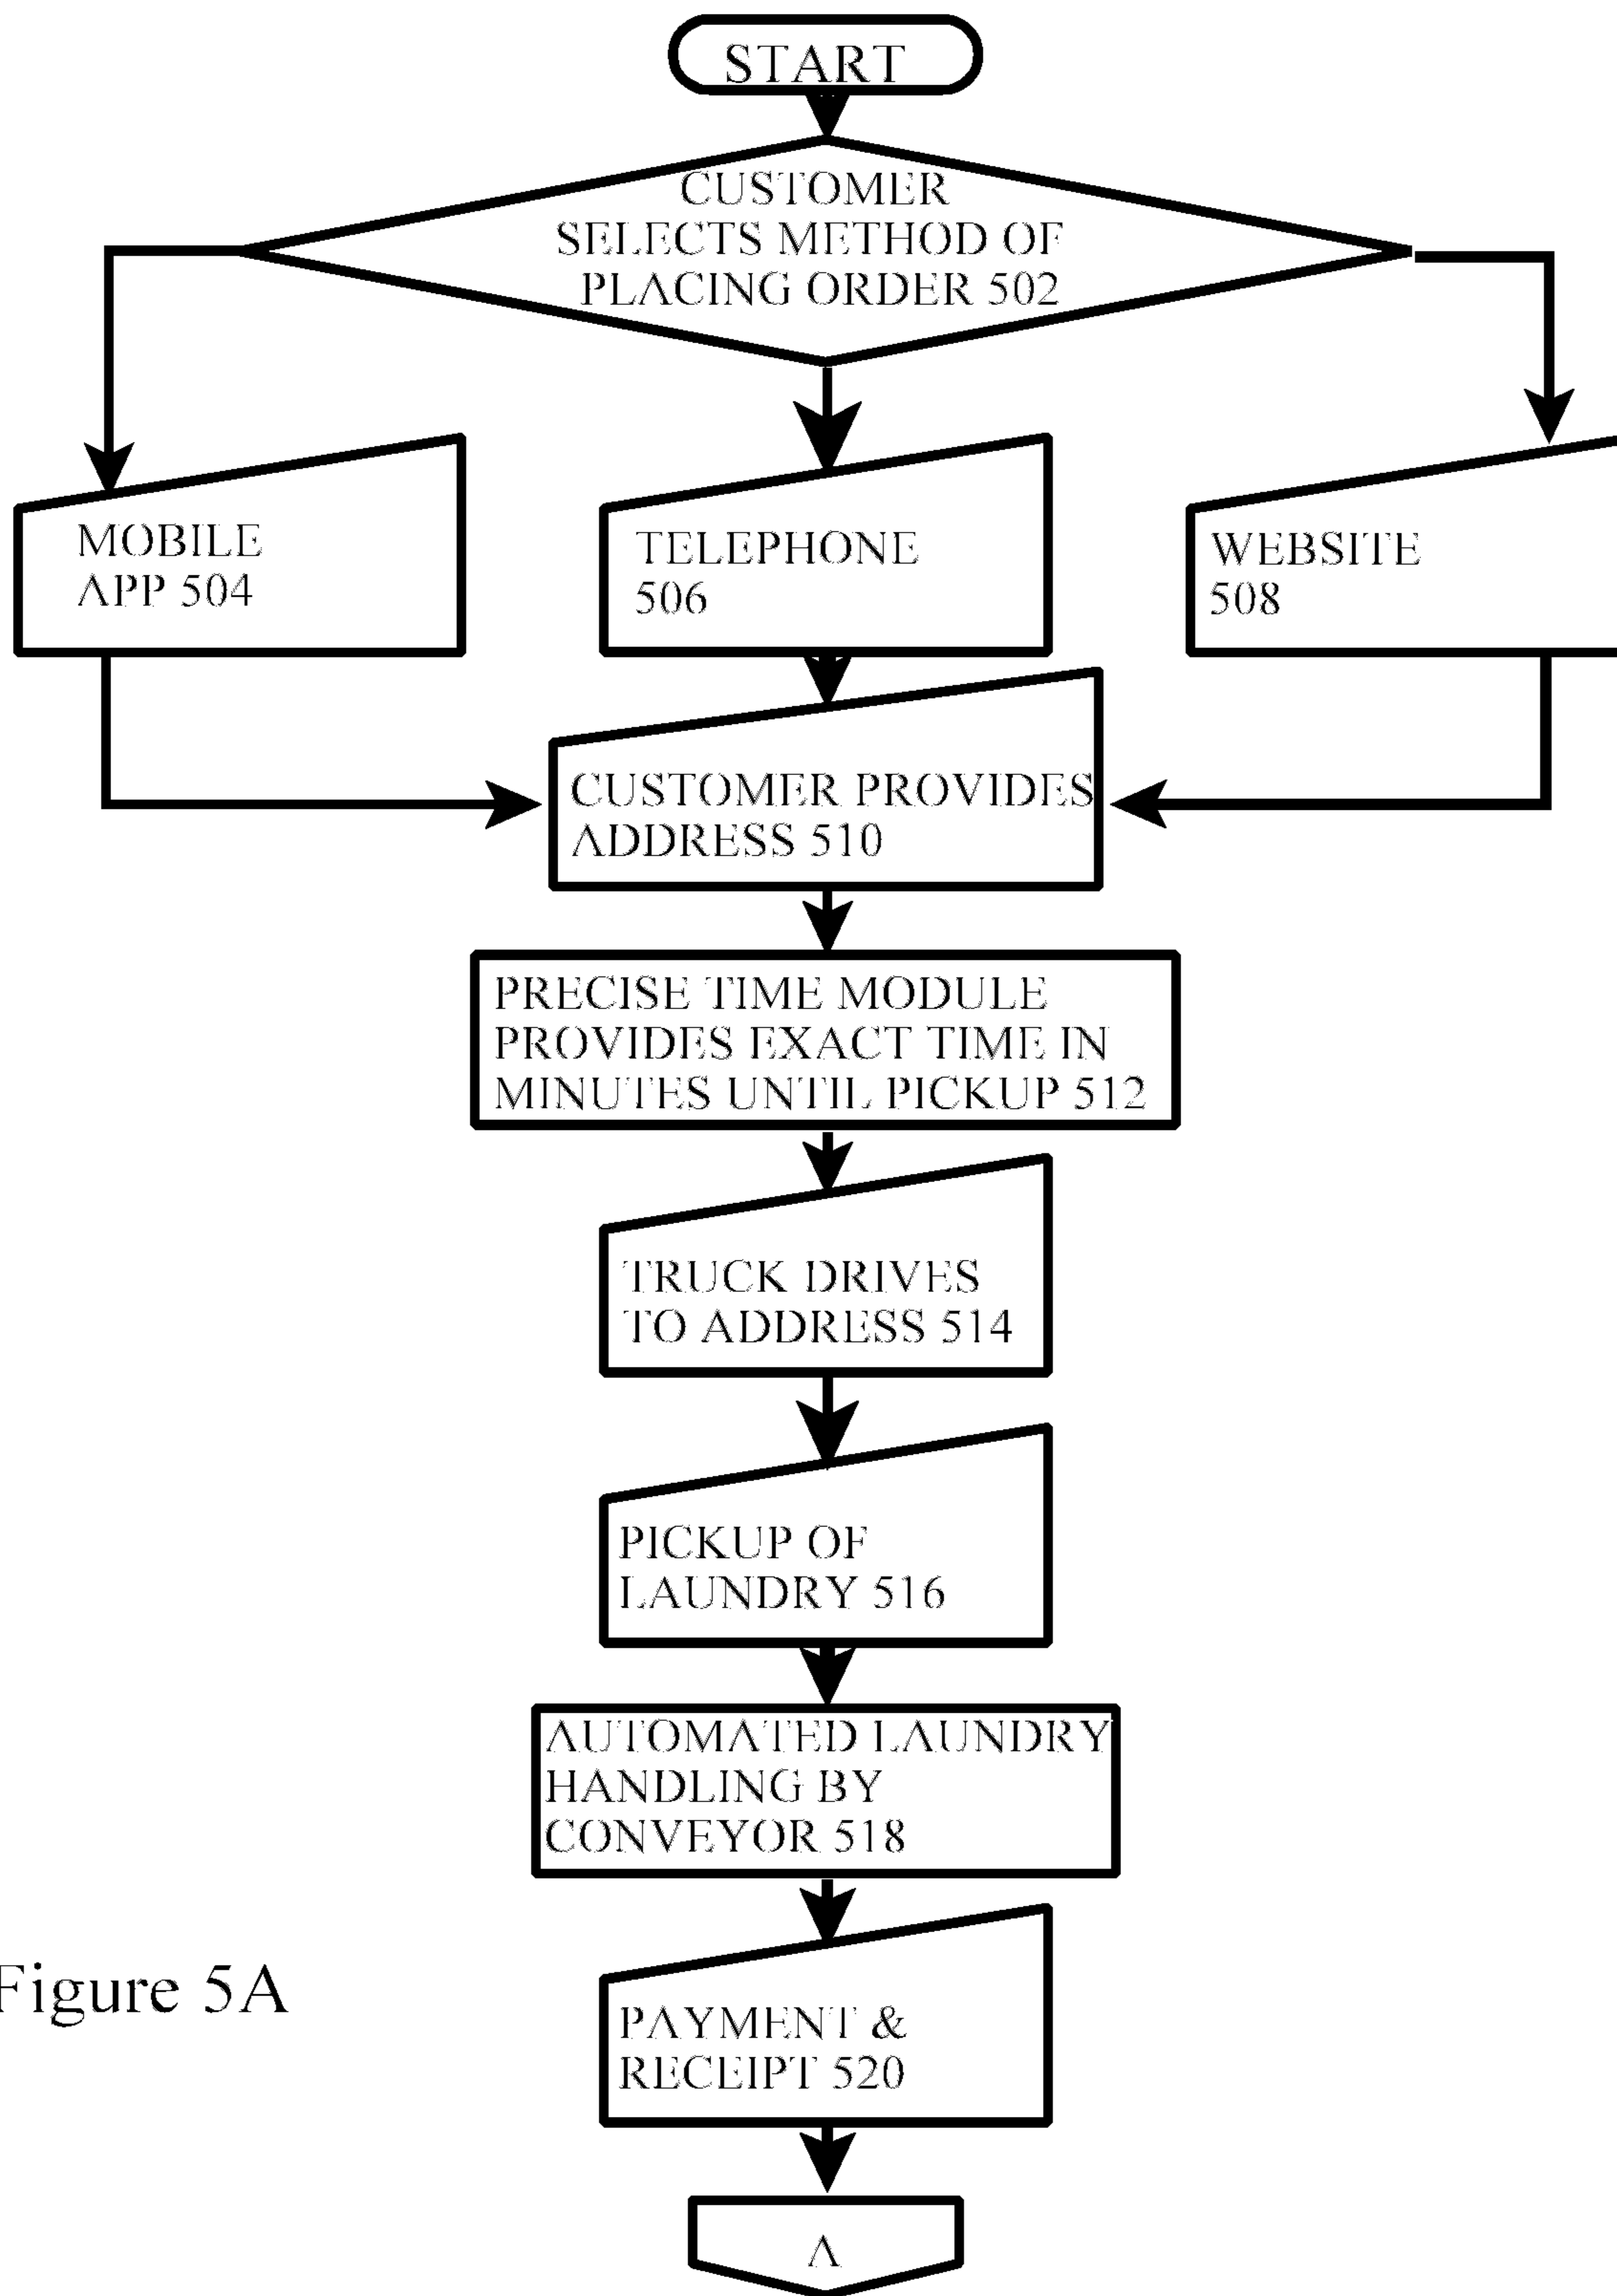 START
CUSTOMER
SELECTS METHOD OF
PLACING ORDER 502
MOBILE
APP 504
TELEPHONE
506
WEBSITE
508
CUSTOMER PROVIDES
ADDRESS 510
PRECISE TIME MODULE
PROVIDES EXACT TIME IN
MINUTES UNTIL PICKUP 512
TRUCK DRIVES
TO ADDRESS 514
PICKUP OF
LAUNDRY 516
AUTOMATED LAUNDRY
HANDLING BY
CONVEYOR 518
Figure 5A
PAYMENT &
RECEIPT 520
A